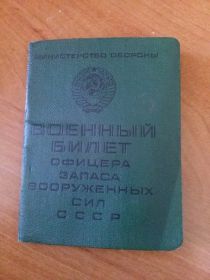 МИНИСТЕРСТВО ОБОРОНЫ
ВОЕННЫЙ
БИЛЕТ
ОФИЦЕРА
ЗАПАСА
ВООРУЖЕННЫХ
СИЛ
СССР